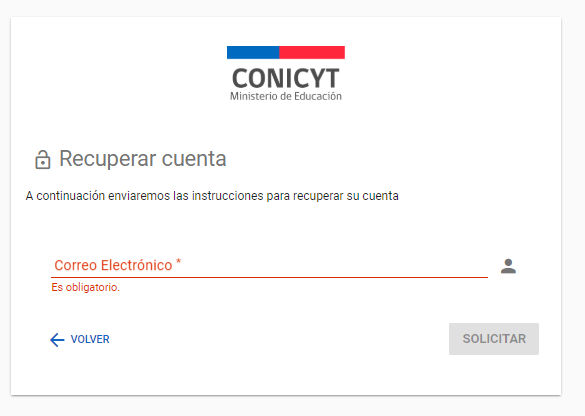 CONICYT
Ministerio de Educación
Recuperar cuenta
A continuación enviaremos las instrucciones para recuperar su cuenta
Correo Electrónico *
Es obligatorio.
VOLVER
SOLICITAR